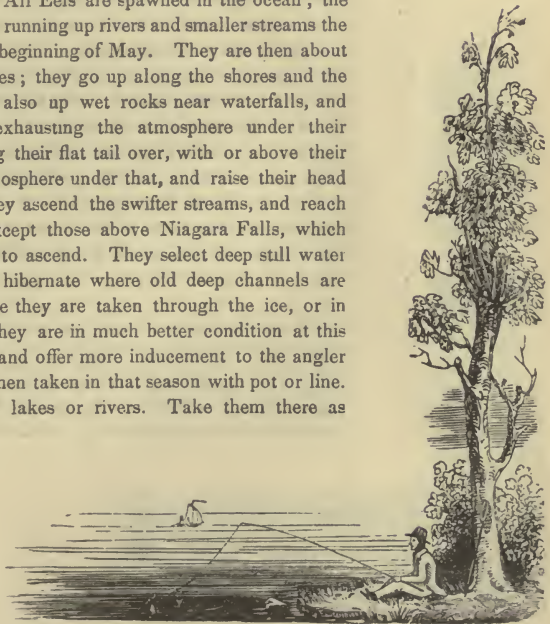 All Eels are spawned in the ocean ; the
running up rivers and smaller streams the
beginning of May. They are then about
es ; they go up along the shores and the
also up wet rocks near waterfalls, and
exhausting the atmosphere under their
g their flat tail over, with or above their
osphere under that, and raise their head
ey ascend the swifter streams, and reach
xcept those above Niagara Falls, which
to ascend. They select deep still water
hibernate where old deep channels are
e they are taken through the ice, or in
hey are in much better condition at this
and offer more inducement to the angler
hen taken in that season with pot or line.
lakes or rivers. Take them there as